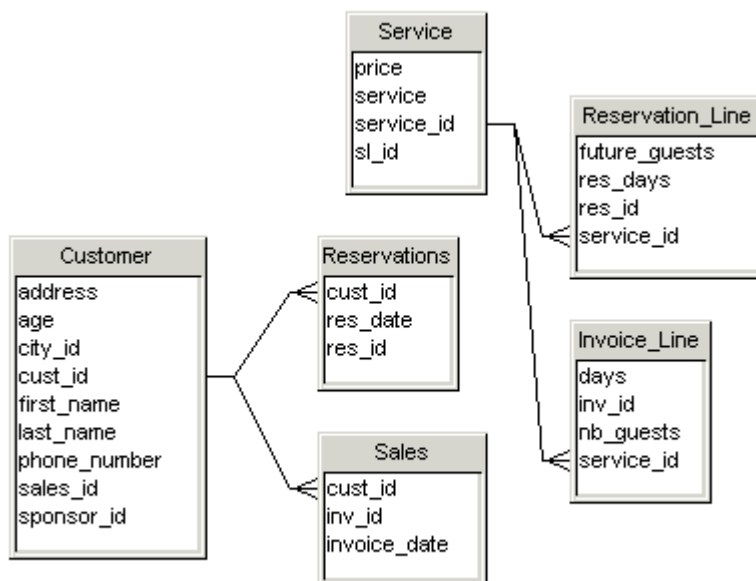 Service
price
service
service_id
sl_id
Reservation_Line
future_guests
res_days
res_id
service_id
Customer
address
age
city_id
cust_id
first_name
last_name
phone_number
sales_id
sponsor_id
Reservations
cust_id
res_date
res_id
Invoice_Line
days
inv_id
nb_guests
service_id
Sales
cust_id
inv_id
invoice_date